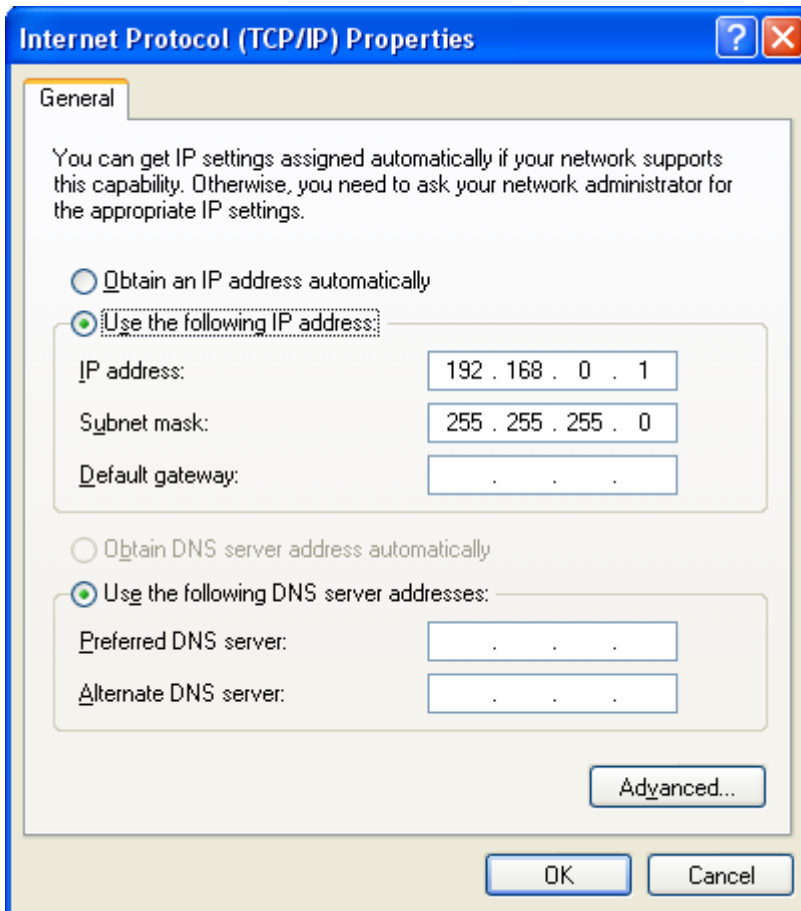 Internet Protocol (TCP/IP) Properties
General
You can get IP settings assigned automatically if your network supports
this capability. Otherwise, you need to ask your network administrator for
the appropriate IP settings.
Obtain an IP address automatically
Use the following IP address:
IP address: 192 . 168 . 0 . 1
Subnet mask: 255 . 255 . 255 . 0
Default gateway: . . .
Obtain DNS server address automatically
Use the following DNS server addresses:
Preferred DNS server: . . .
Alternate DNS server: . . .
Advanced...
OK Cancel